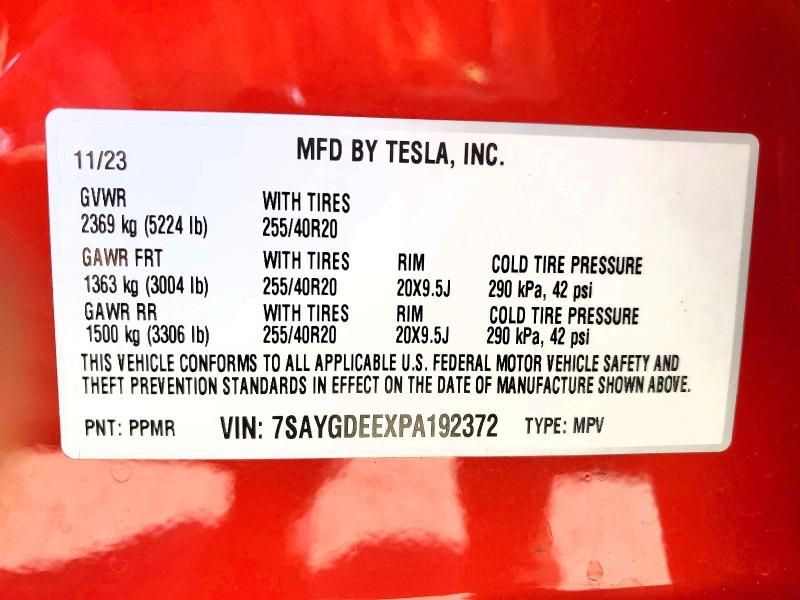 11/23 MFD BY TESLA, INC.
GVWR WITH TIRES
2369 kg (5224 lb) 255/40R20
GAWR FRT WITH TIRES RIM COLD TIRE PRESSURE
1363 kg (3004 lb) 255/40R20 20X9.5J 290 kPa, 42 psi
GAWR RR WITH TIRES RIM COLD TIRE PRESSURE
1500 kg (3306 lb) 255/40R20 20X9.5J 290 kPa, 42 psi
THIS VEHICLE CONFORMS TO ALL APPLICABLE U.S. FEDERAL MOTOR VEHICLE SAFETY AND
THEFT PREVENTION STANDARDS IN EFFECT ON THE DATE OF MANUFACTURE SHOWN ABOVE.
PNT: PPMR VIN: 7SAYGDEEXPA192372 TYPE: MPV